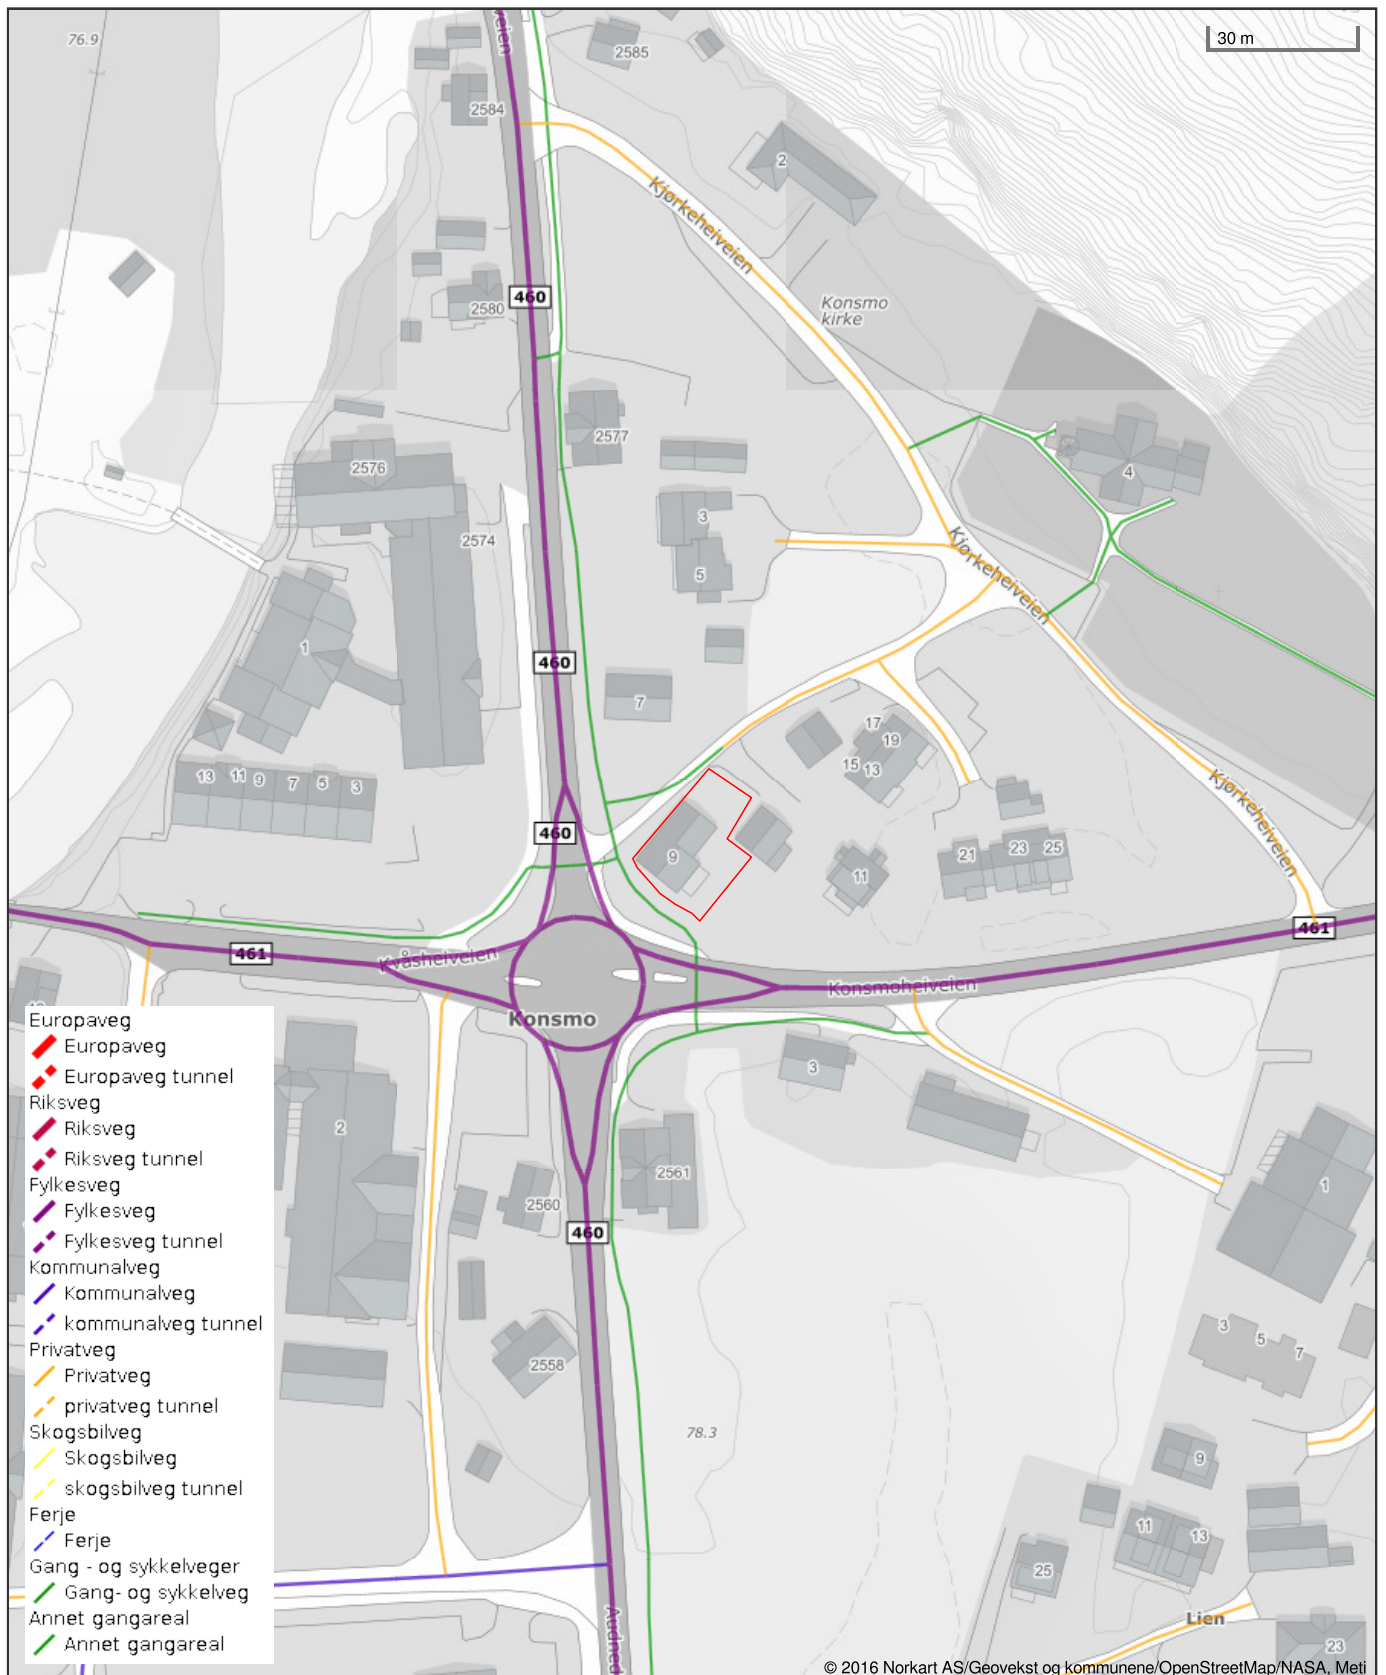 76.9
veien
2585
30 m
2584
2
Kjørkeheiveien
460
2580
Konsmo
kirke
2577
2576
4
3
2574
5
Kjørkeheiveien
1
460
7
17
19
15
13
13
11
9
7
5
3
Kjørkeheiveien
460
9
11
21
23
25
461
461
Kvåsheiveien
Konsmoheiveien
Konsmo
3
2
2561
1
2560
460
2558
3
5
7
78.3
9
11
13
25
Lien
23
Audned
Europaveg
Europaveg
Europaveg tunnel
Riksveg
Riksveg
Riksveg tunnel
Fylkesveg
Fylkesveg
Fylkesveg tunnel
Kommunalveg
Kommunalveg
kommunalveg tunnel
Privatveg
Privatveg
privatveg tunnel
Skogsbilveg
Skogsbilveg
skogsbilveg tunnel
Ferje
Ferje
Gang - og sykkelveger
Gang- og sykkelveg
Annet gangareal
Annet gangareal
© 2016 Norkart AS/Geovekst og kommunene/OpenStreetMap/NASA, Meti